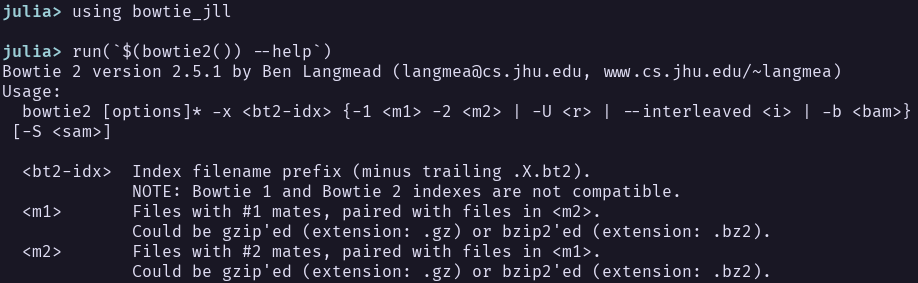 julia> using bowtie_jll
julia> run(`$(bowtie2()) --help`)
Bowtie 2 version 2.5.1 by Ben Langmead (langmea@cs.jhu.edu, www.cs.jhu.edu/~langmea)
Usage:
  bowtie2 [options]* -x <bt2-idx> {-1 <m1> -2 <m2> | -U <r> | --interleaved <i> | -b <bam>}
 [-S <sam>]
  <bt2-idx>  Index filename prefix (minus trailing .X.bt2).
             NOTE: Bowtie 1 and Bowtie 2 indexes are not compatible.
  <m1>       Files with #1 mates, paired with files in <m2>.
             Could be gzip'ed (extension: .gz) or bzip2'ed (extension: .bz2).
  <m2>       Files with #2 mates, paired with files in <m1>.
             Could be gzip'ed (extension: .gz) or bzip2'ed (extension: .bz2).